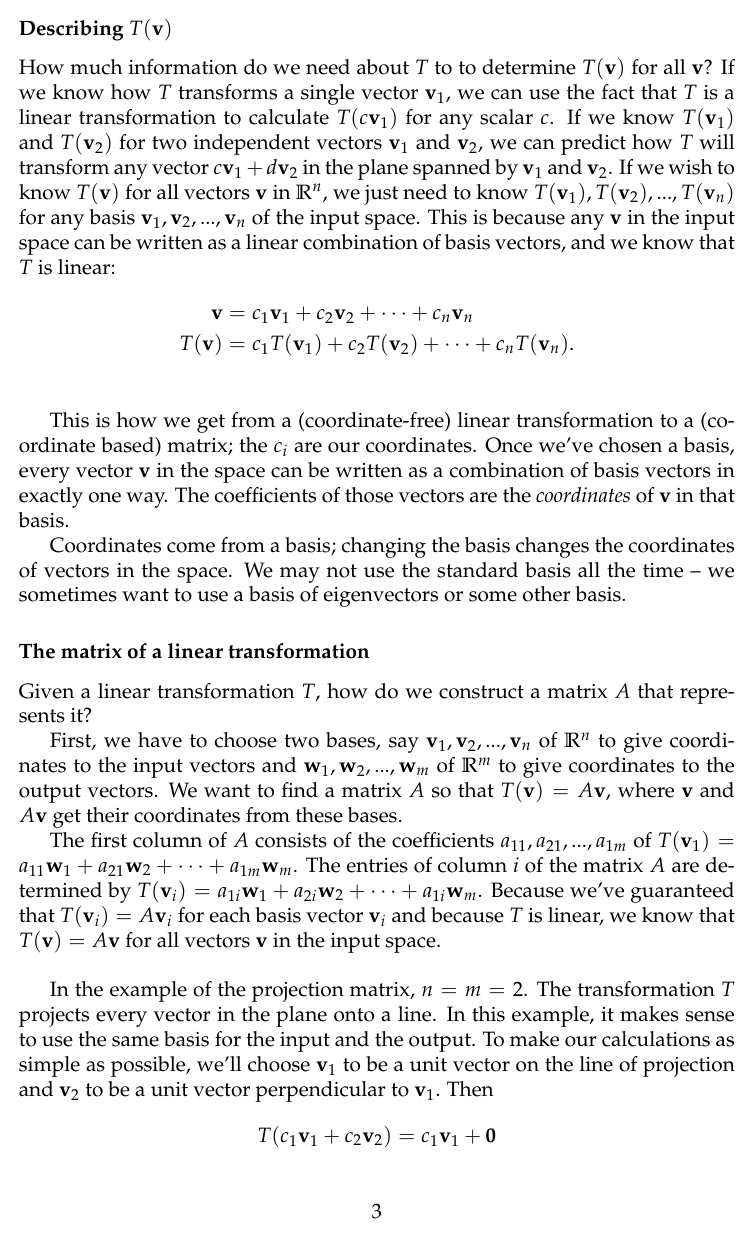 Describing T(v)
How much information do we need about T to to determine T(v) for all v? If
we know how T transforms a single vector v₁, we can use the fact that T is a
linear transformation to calculate T(cv₁) for any scalar c. If we know T(v₁)
and T(v₂) for two independent vectors v₁ and v₂, we can predict how T will
transform any vector cv₁ + dv₂ in the plane spanned by v₁ and v₂. If we wish to
know T(v) for all vectors v in ℝⁿ, we just need to know T(v₁), T(v₂), ..., T(vₙ)
for any basis v₁, v₂, ..., vₙ of the input space. This is because any v in the input
space can be written as a linear combination of basis vectors, and we know that
T is linear:
v = c₁v₁ + c₂v₂ + · · · + cₙvₙ
T(v) = c₁T(v₁) + c₂T(v₂) + · · · + cₙT(vₙ).
This is how we get from a (coordinate-free) linear transformation to a (co-
ordinate based) matrix; the cᵢ are our coordinates. Once we’ve chosen a basis,
every vector v in the space can be written as a combination of basis vectors in
exactly one way. The coefficients of those vectors are the coordinates of v in that
basis.
Coordinates come from a basis; changing the basis changes the coordinates
of vectors in the space. We may not use the standard basis all the time – we
sometimes want to use a basis of eigenvectors or some other basis.
The matrix of a linear transformation
Given a linear transformation T, how do we construct a matrix A that repre-
sents it?
First, we have to choose two bases, say v₁, v₂, ..., vₙ of ℝⁿ to give coordi-
nates to the input vectors and w₁, w₂, ..., wₘ of ℝᵐ to give coordinates to the
output vectors. We want to find a matrix A so that T(v) = Av, where v and
Av get their coordinates from these bases.
The first column of A consists of the coefficients a₁₁, a₂₁, ..., a₁ₘ of T(v₁) =
a₁₁w₁ + a₂₁w₂ + · · · + a₁ₘwₘ. The entries of column i of the matrix A are de-
termined by T(vᵢ) = a₁ᵢw₁ + a₂ᵢw₂ + · · · + a₁ᵢwₘ. Because we’ve guaranteed
that T(vᵢ) = Avᵢ for each basis vector vᵢ and because T is linear, we know that
T(v) = Av for all vectors v in the input space.
In the example of the projection matrix, n = m = 2. The transformation T
projects every vector in the plane onto a line. In this example, it makes sense
to use the same basis for the input and the output. To make our calculations as
simple as possible, we’ll choose v₁ to be a unit vector on the line of projection
and v₂ to be a unit vector perpendicular to v₁. Then
T(c₁v₁ + c₂v₂) = c₁v₁ + 0
3